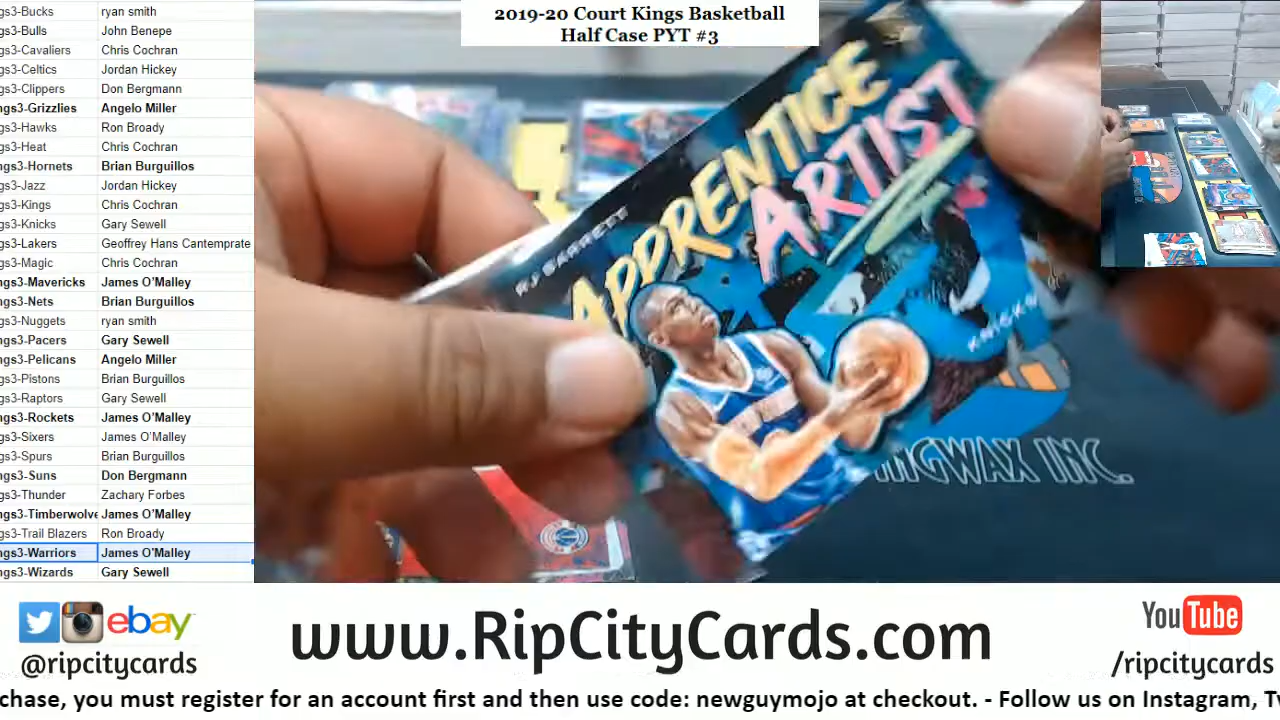 2019-20 Court Kings Basketball
Half Case PYT #3
gs3-Bucks ryan smith
gs3-Bulls John Benepe
gs3-Cavaliers Chris Cochran
gs3-Celtics Jordan Hickey
gs3-Clippers Don Bergmann
ngs3-Grizzlies Angelo Miller
gs3-Hawks Ron Broady
gs3-Heat Chris Cochran
ngs3-Hornets Brian Burguillos
gs3-Jazz Jordan Hickey
gs3-Kings Chris Cochran
gs3-Knicks Gary Sewell
gs3-Lakers Geoffrey Hans Cantemprate
gs3-Magic Chris Cochran
ngs3-Mavericks James O'Malley
ngs3-Nets Brian Burguillos
gs3-Nuggets ryan smith
ngs3-Pacers Gary Sewell
ngs3-Pelicans Angelo Miller
gs3-Pistons Brian Burguillos
gs3-Raptors Gary Sewell
ngs3-Rockets James O'Malley
gs3-Sixers James O'Malley
gs3-Spurs Brian Burguillos
ngs3-Suns Don Bergmann
gs3-Thunder Zachary Forbes
ngs3-Timberwolve James O'Malley
gs3-Trail Blazers Ron Broady
ngs3-Warriors James O'Malley
ngs3-Wizards Gary Sewell
RJ BARRETT
APPRENTICE
ARTIST
KNICKS
INGWAX INC.
ebay
@ripcitycards
www.RipCityCards.com
YouTube
/ripcitycards
chase, you must register for an account first and then use code: newguymojo at checkout. - Follow us on Instagram, Tw